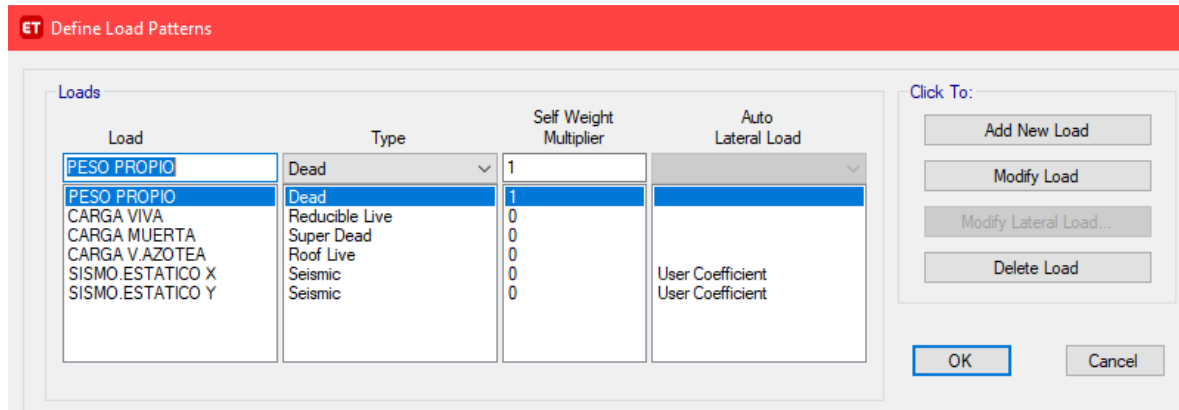 ET Define Load Patterns
Loads
Click To:
Load Type Self Weight Multiplier Auto Lateral Load
PESO PROPIO Dead 1
PESO PROPIO Dead 1
CARGA VIVA Reducible Live 0
CARGA MUERTA Super Dead 0
CARGA V.AZOTEA Roof Live 0
SISMO.ESTATICO X Seismic 0 User Coefficient
SISMO.ESTATICO Y Seismic 0 User Coefficient
Add New Load
Modify Load
Modify Lateral Load...
Delete Load
OK Cancel